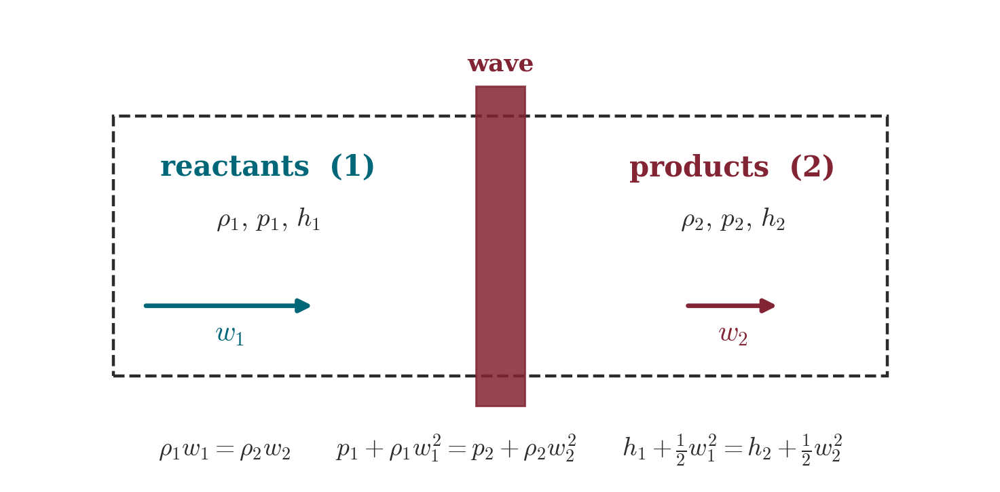 wave
reactants (1) products (2)
ρ₁, p₁, h₁ ρ₂, p₂, h₂
w₁ w₂
ρ₁w₁ = ρ₂w₂ p₁ + ρ₁w₁² = p₂ + ρ₂w₂² h₁ + ½w₁² = h₂ + ½w₂²